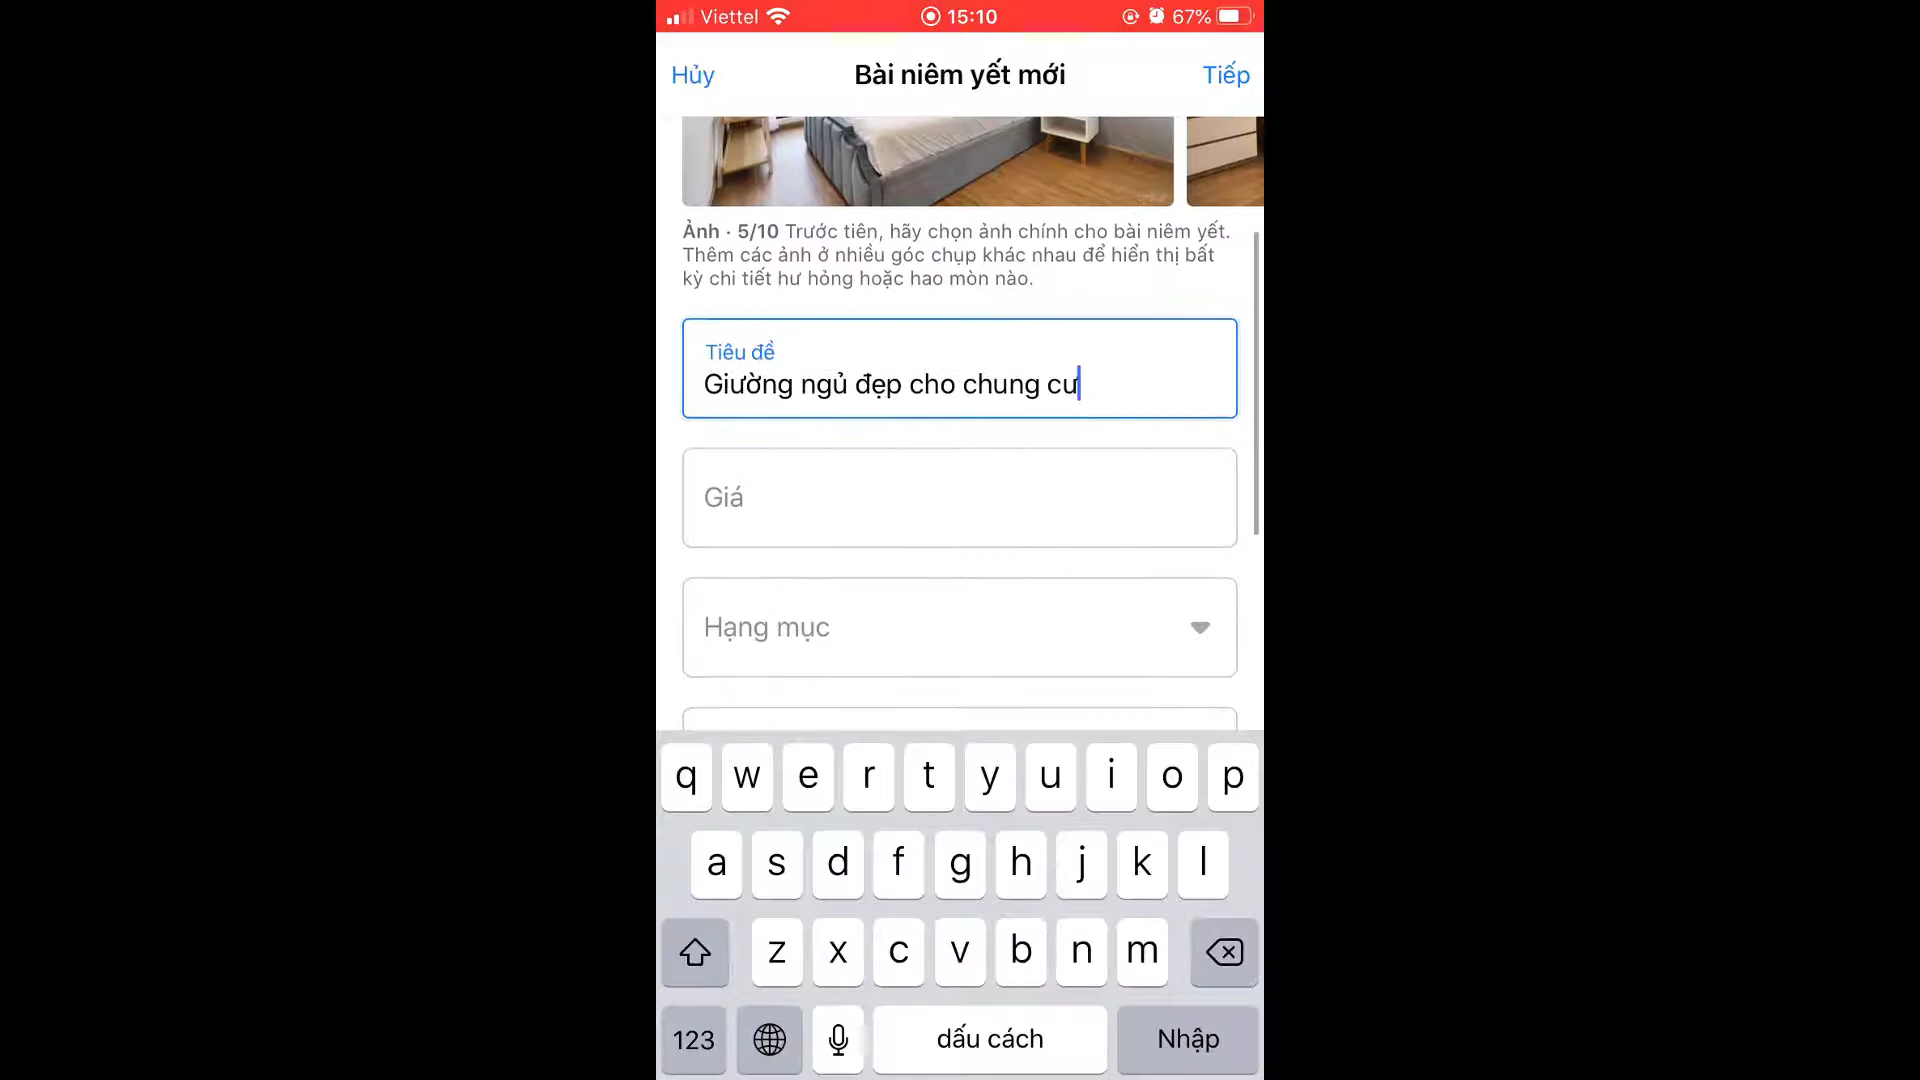 Viettel 15:10 67%
Hủy Bài niêm yết mới Tiếp
Ảnh · 5/10 Trước tiên, hãy chọn ảnh chính cho bài niêm yết.
Thêm các ảnh ở nhiều góc chụp khác nhau để hiển thị bất
kỳ chi tiết hư hỏng hoặc hao mòn nào.
Tiêu đề
Giường ngủ đẹp cho chung cư
Giá
Hạng mục
q w e r t y u i o p
a s d f g h j k l
z x c v b n m
123 dấu cách Nhập